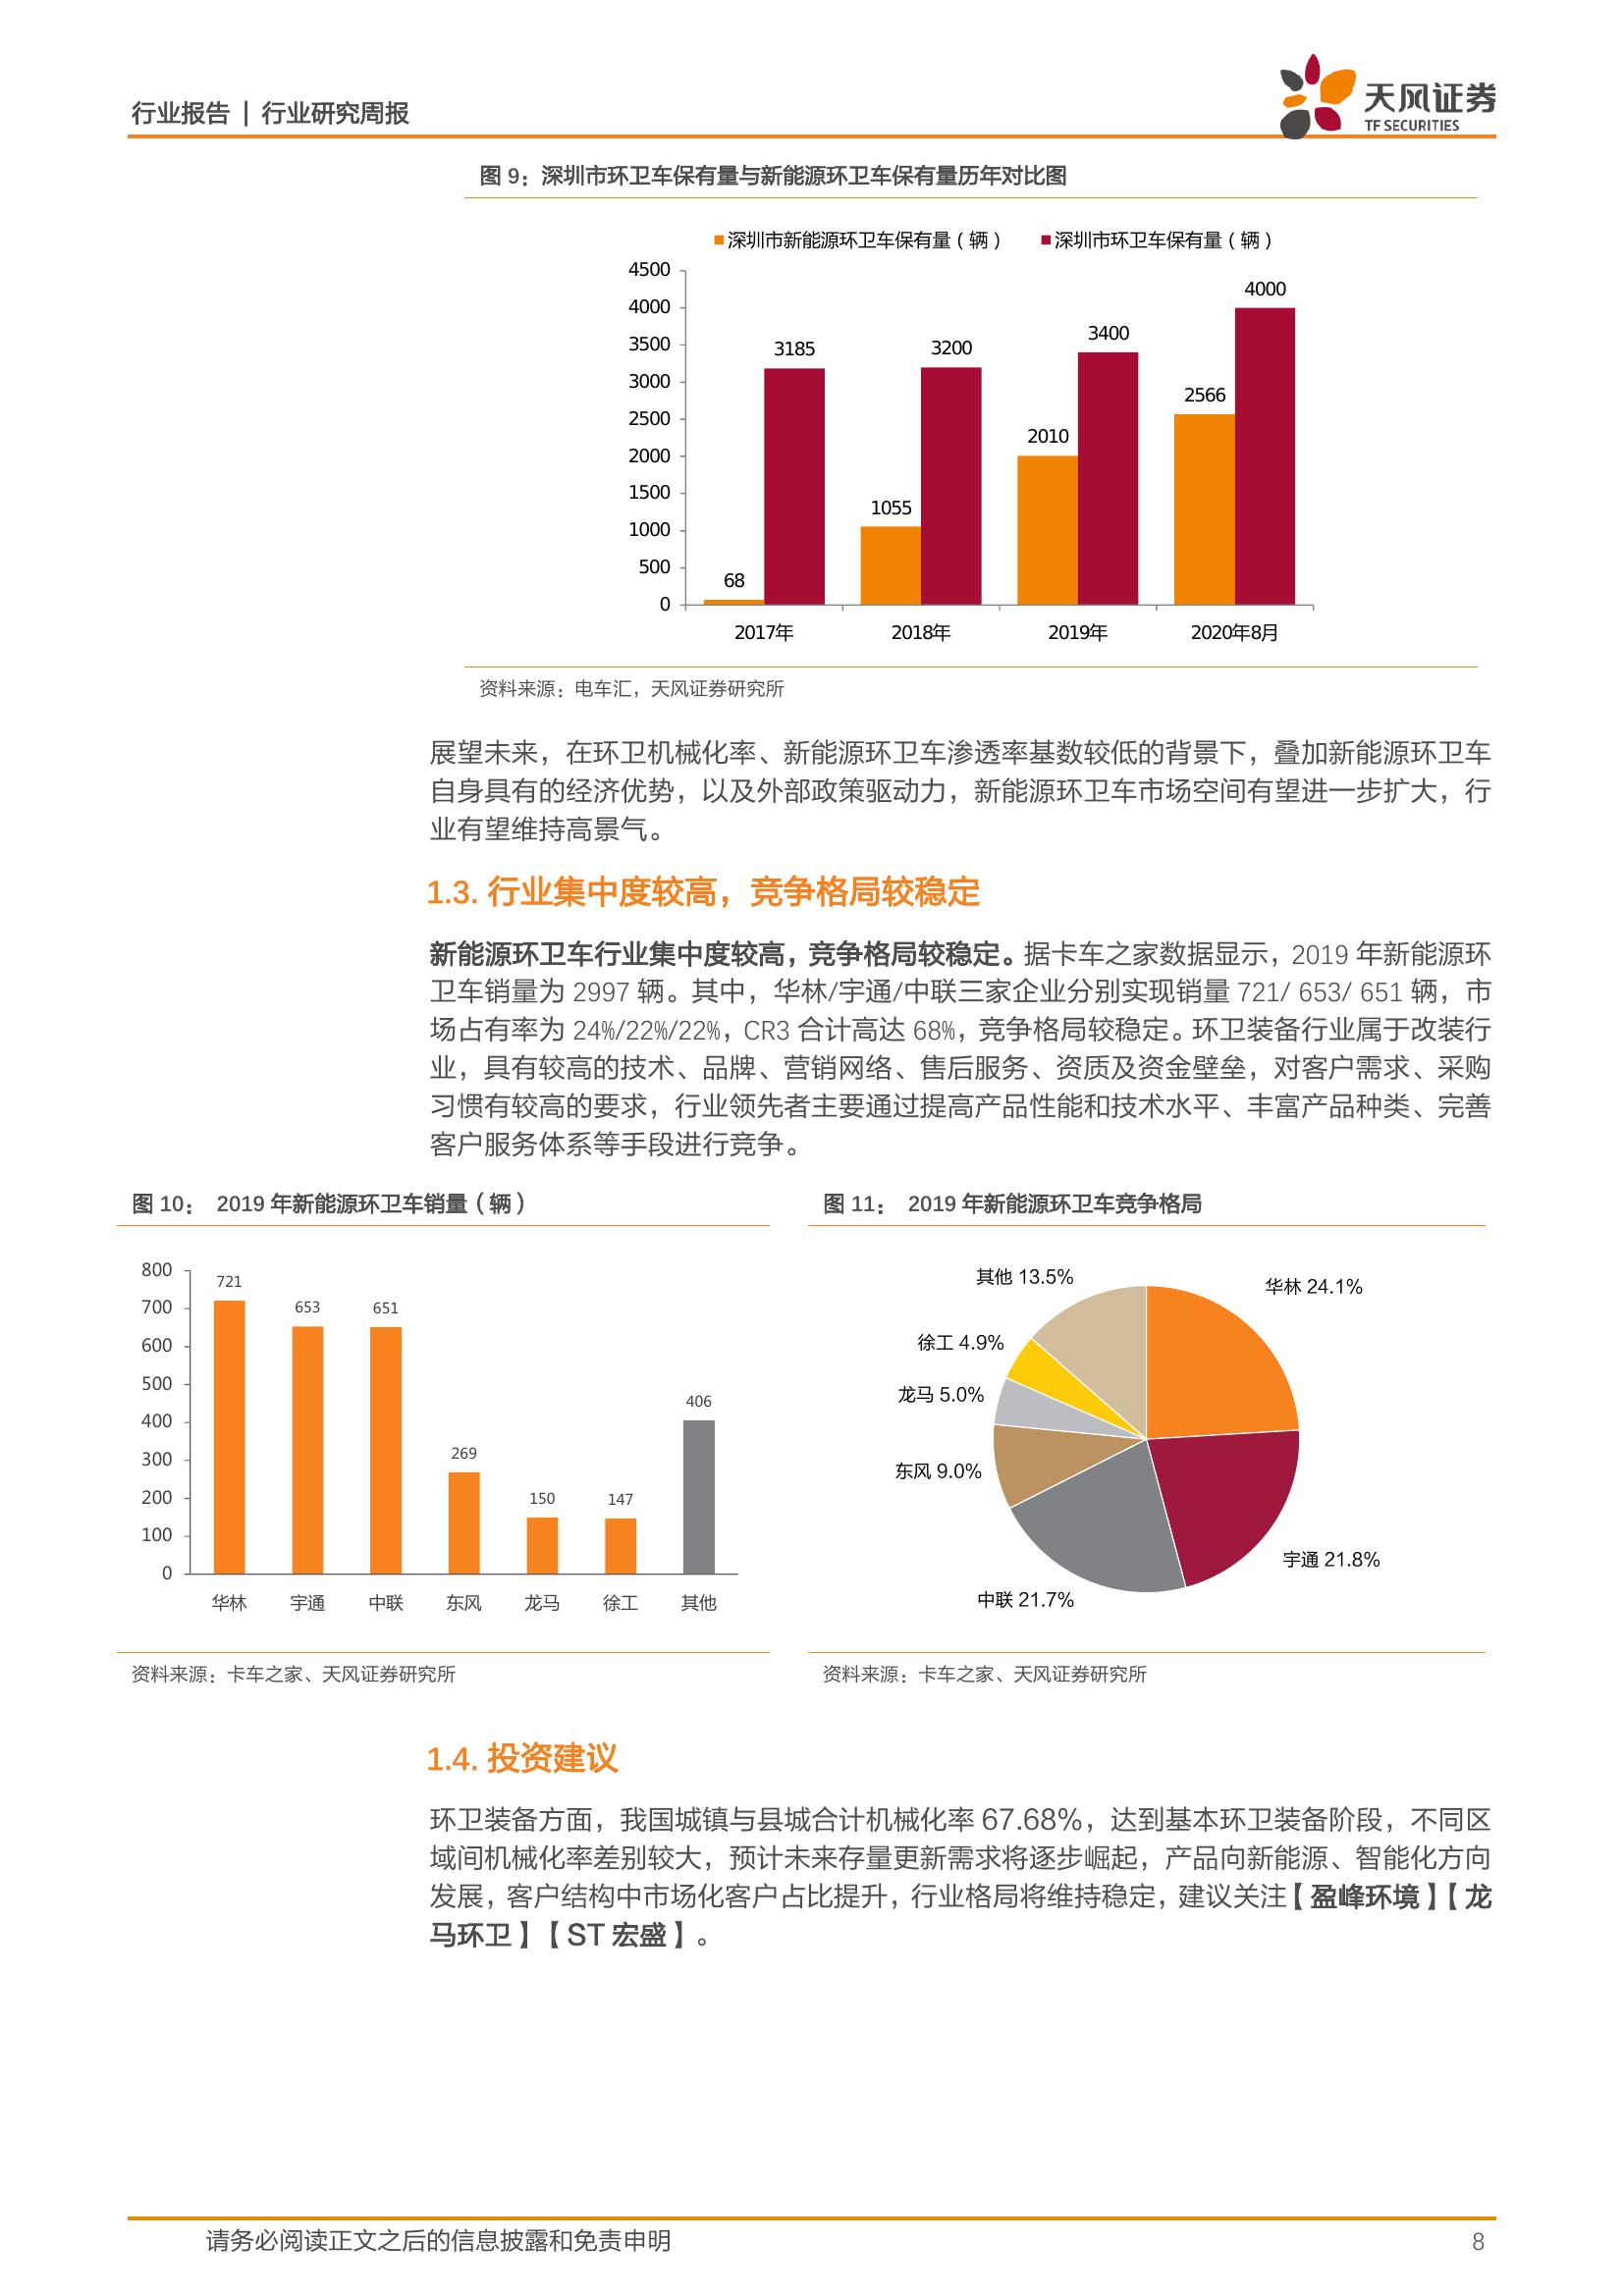 行业报告 | 行业研究周报
天风证券
TF SECURITIES
图 9：深圳市环卫车保有量与新能源环卫车保有量历年对比图
深圳市新能源环卫车保有量（辆） 深圳市环卫车保有量（辆）
4500
4000
3500
3000
2500
2000
1500
1000
500
0
68
3185
1055
3200
2010
3400
2566
4000
2017年 2018年 2019年 2020年8月
资料来源：电车汇，天风证券研究所
展望未来，在环卫机械化率、新能源环卫车渗透率基数较低的背景下，叠加新能源环卫车
自身具有的经济优势，以及外部政策驱动力，新能源环卫车市场空间有望进一步扩大，行
业有望维持高景气。
1.3. 行业集中度较高，竞争格局较稳定
新能源环卫车行业集中度较高，竞争格局较稳定。据卡车之家数据显示，2019 年新能源环
卫车销量为 2997 辆。其中，华林/宇通/中联三家企业分别实现销量 721/ 653/ 651 辆，市
场占有率为 24%/22%/22%，CR3 合计高达 68%，竞争格局较稳定。环卫装备行业属于改装行
业，具有较高的技术、品牌、营销网络、售后服务、资质及资金壁垒，对客户需求、采购
习惯有较高的要求，行业领先者主要通过提高产品性能和技术水平、丰富产品种类、完善
客户服务体系等手段进行竞争。
图 10： 2019 年新能源环卫车销量（辆）
800
700
600
500
400
300
200
100
0
721
653
651
269
150
147
406
华林 宇通 中联 东风 龙马 徐工 其他
资料来源：卡车之家、天风证券研究所
图 11： 2019 年新能源环卫车竞争格局
华林 24.1%
宇通 21.8%
中联 21.7%
东风 9.0%
龙马 5.0%
徐工 4.9%
其他 13.5%
资料来源：卡车之家、天风证券研究所
1.4. 投资建议
环卫装备方面，我国城镇与县城合计机械化率 67.68%，达到基本环卫装备阶段，不同区
域间机械化率差别较大，预计未来存量更新需求将逐步崛起，产品向新能源、智能化方向
发展，客户结构中市场化客户占比提升，行业格局将维持稳定，建议关注【盈峰环境】【龙
马环卫】【ST 宏盛】。
请务必阅读正文之后的信息披露和免责申明
8